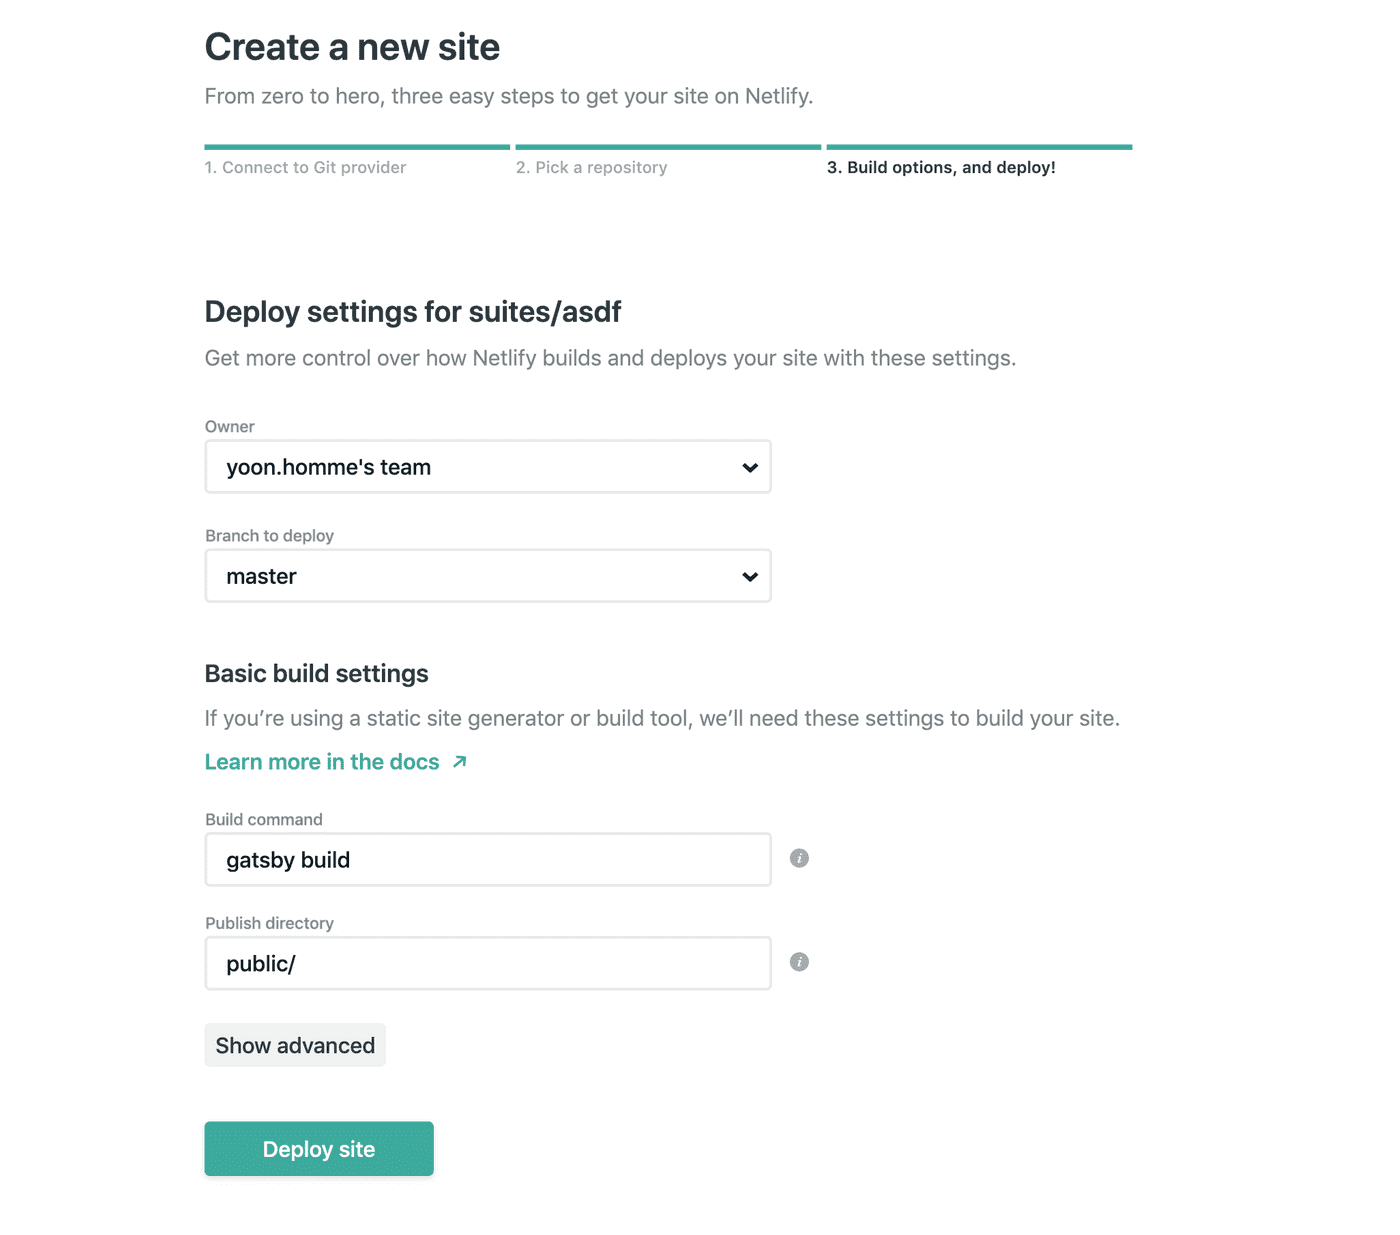 Create a new site
From zero to hero, three easy steps to get your site on Netlify.
1. Connect to Git provider
2. Pick a repository
3. Build options, and deploy!
Deploy settings for suites/asdf
Get more control over how Netlify builds and deploys your site with these settings.
Owner
yoon.homme's team
Branch to deploy
master
Basic build settings
If you’re using a static site generator or build tool, we’ll need these settings to build your site.
Learn more in the docs
Build command
gatsby build
Publish directory
public/
Show advanced
Deploy site